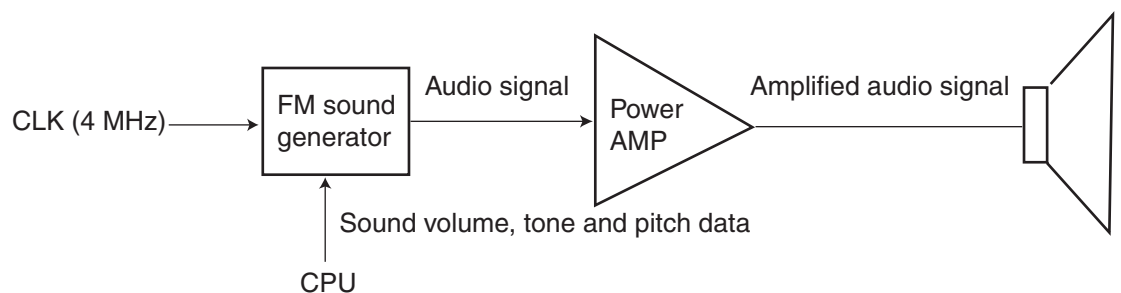 CLK (4 MHz)
FM sound
generator
Audio signal
Power
AMP
Amplified audio signal
Sound volume, tone and pitch data
CPU